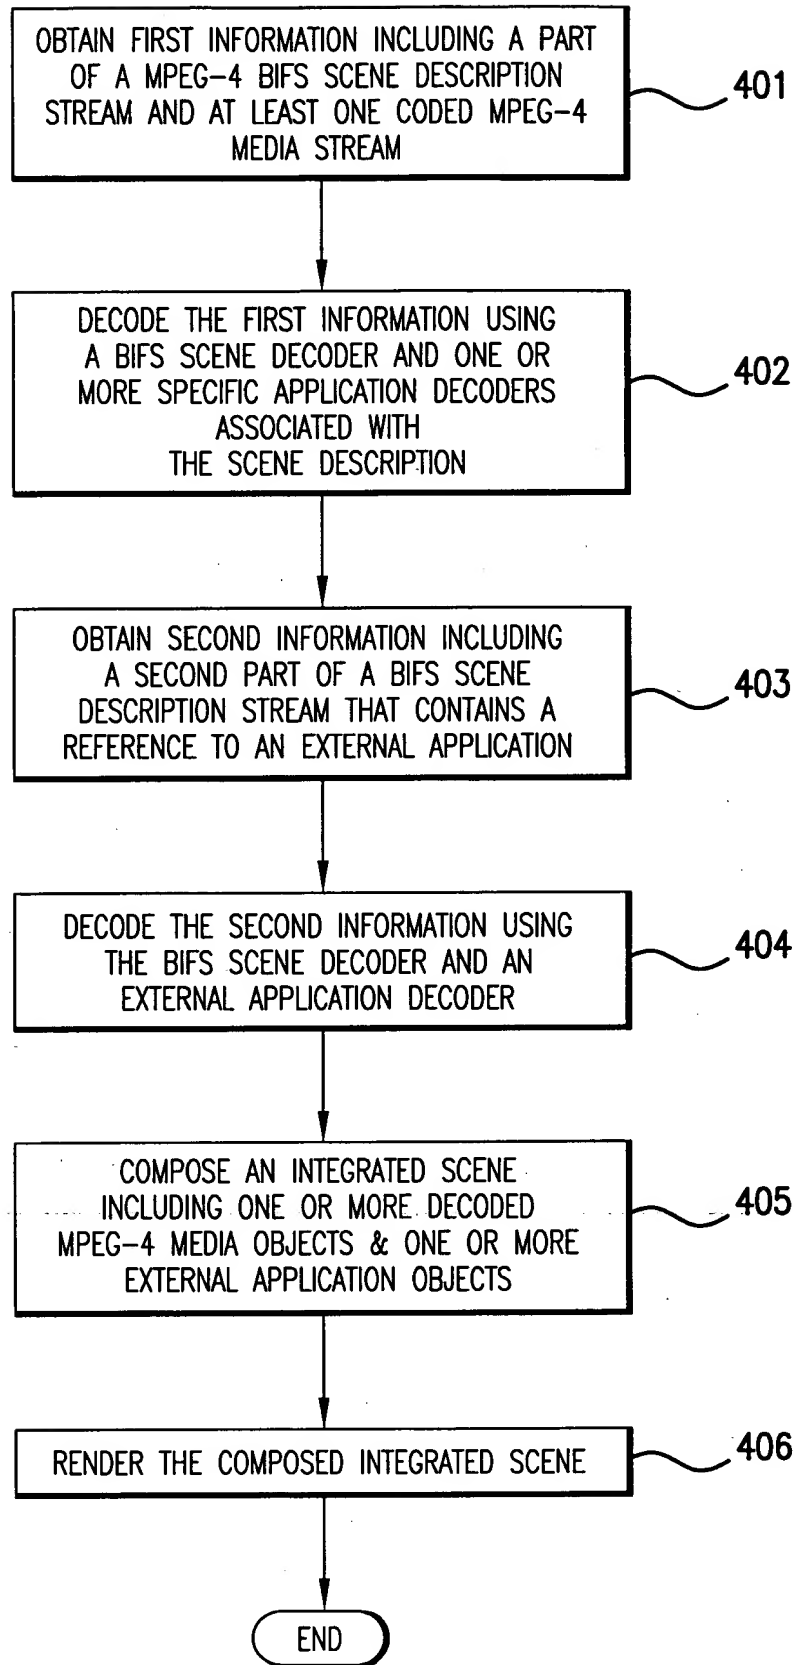 OBTAIN FIRST INFORMATION INCLUDING A PART
OF A MPEG-4 BIFS SCENE DESCRIPTION
STREAM AND AT LEAST ONE CODED MPEG-4
MEDIA STREAM
401
DECODE THE FIRST INFORMATION USING
A BIFS SCENE DECODER AND ONE OR
MORE SPECIFIC APPLICATION DECODERS
ASSOCIATED WITH
THE SCENE DESCRIPTION
402
OBTAIN SECOND INFORMATION INCLUDING
A SECOND PART OF A BIFS SCENE
DESCRIPTION STREAM THAT CONTAINS A
REFERENCE TO AN EXTERNAL APPLICATION
403
DECODE THE SECOND INFORMATION USING
THE BIFS SCENE DECODER AND AN
EXTERNAL APPLICATION DECODER
404
COMPOSE AN INTEGRATED SCENE
INCLUDING ONE OR MORE DECODED
MPEG-4 MEDIA OBJECTS & ONE OR MORE
EXTERNAL APPLICATION OBJECTS
405
RENDER THE COMPOSED INTEGRATED SCENE
406
END